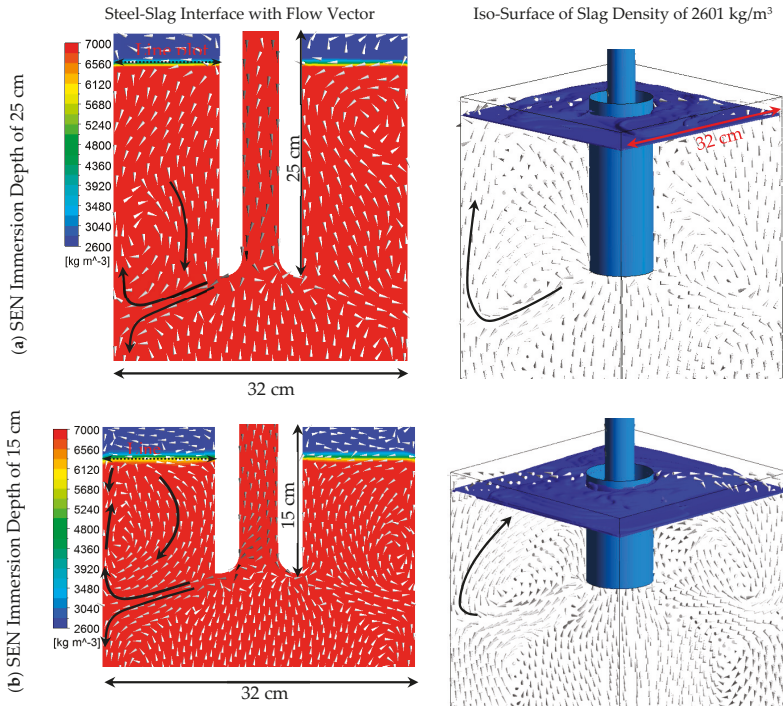 Steel-Slag Interface with Flow Vector
Iso-Surface of Slag Density of 2601 kg/m³
(a) SEN Immersion Depth of 25 cm
7000
6560
6120
5680
5240
4800
4360
3920
3480
3040
2600
[kg m^-3]
25 cm
32 cm
32 cm
(b) SEN Immersion Depth of 15 cm
7000
6560
6120
5680
5240
4800
4360
3920
3480
3040
2600
[kg m^-3]
15 cm
32 cm